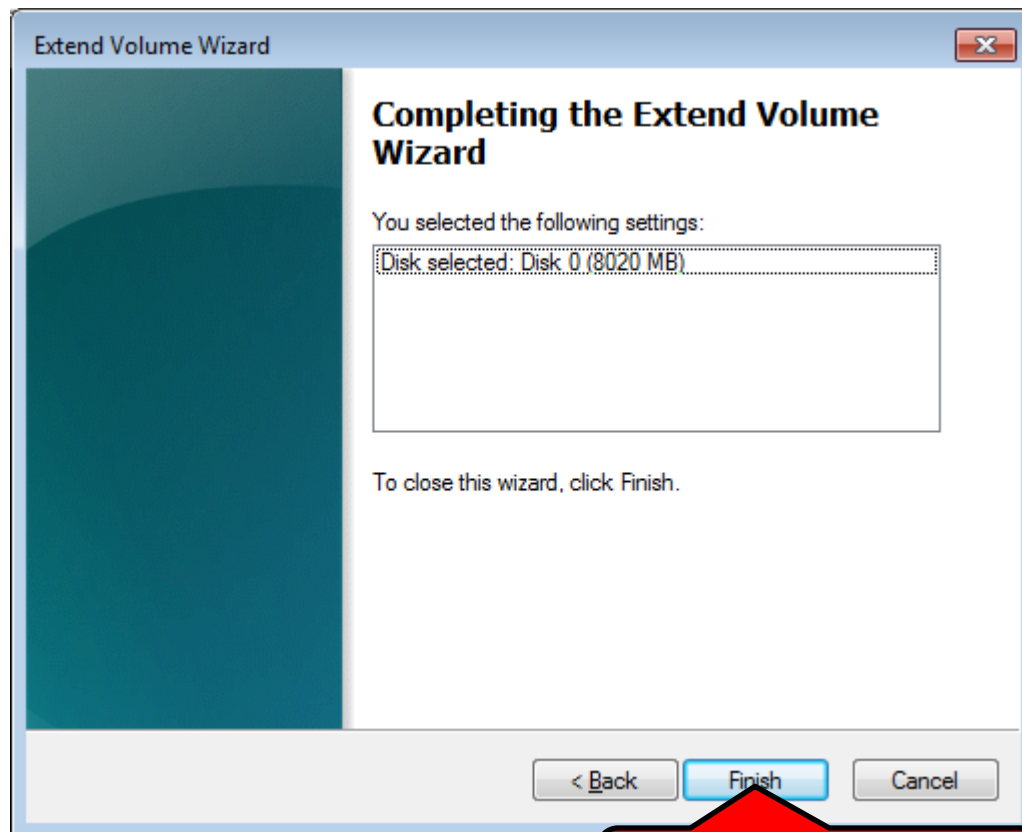 Extend Volume Wizard
Completing the Extend Volume
Wizard
You selected the following settings:
Disk selected: Disk 0 (8020 MB)
To close this wizard, click Finish.
< Back
Finish
Cancel